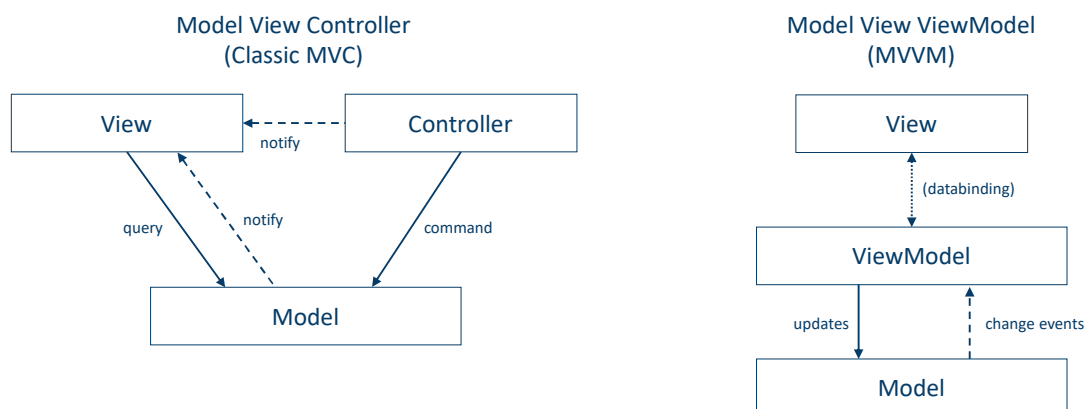 Model View Controller
(Classic MVC)
View
Controller
notify
notify
query
command
Model
Model View ViewModel
(MVVM)
View
(databinding)
ViewModel
updates
change events
Model